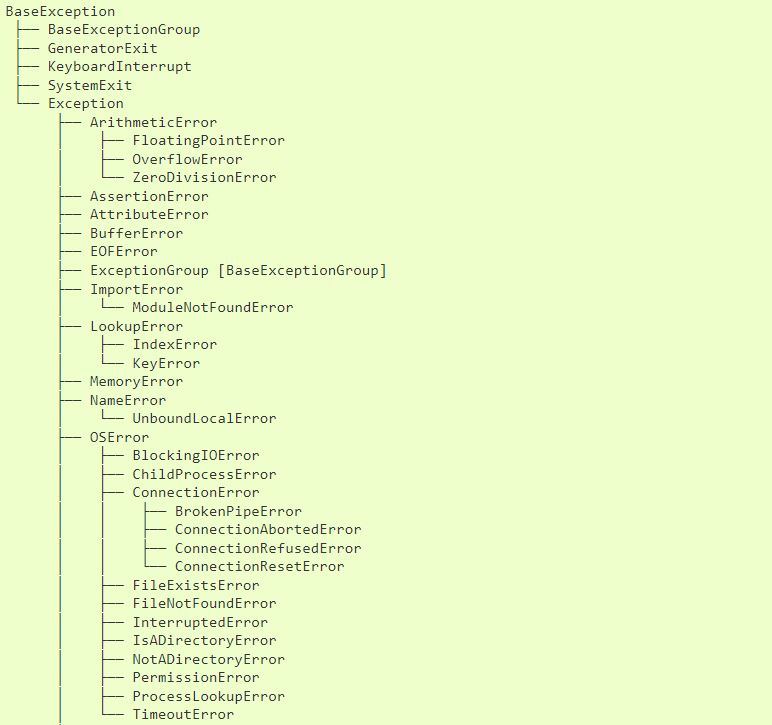 BaseException
├── BaseExceptionGroup
├── GeneratorExit
├── KeyboardInterrupt
├── SystemExit
└── Exception
├── ArithmeticError
│ ├── FloatingPointError
│ ├── OverflowError
│ └── ZeroDivisionError
├── AssertionError
├── AttributeError
├── BufferError
├── EOFError
├── ExceptionGroup [BaseExceptionGroup]
├── ImportError
│ └── ModuleNotFoundError
├── LookupError
│ ├── IndexError
│ └── KeyError
├── MemoryError
├── NameError
│ └── UnboundLocalError
├── OSError
│ ├── BlockingIOError
│ ├── ChildProcessError
│ ├── ConnectionError
│ │ ├── BrokenPipeError
│ │ ├── ConnectionAbortedError
│ │ ├── ConnectionRefusedError
│ │ └── ConnectionResetError
│ ├── FileExistsError
│ ├── FileNotFoundError
│ ├── InterruptedError
│ ├── IsADirectoryError
│ ├── NotADirectoryError
│ ├── PermissionError
│ ├── ProcessLookupError
│ └── TimeoutError